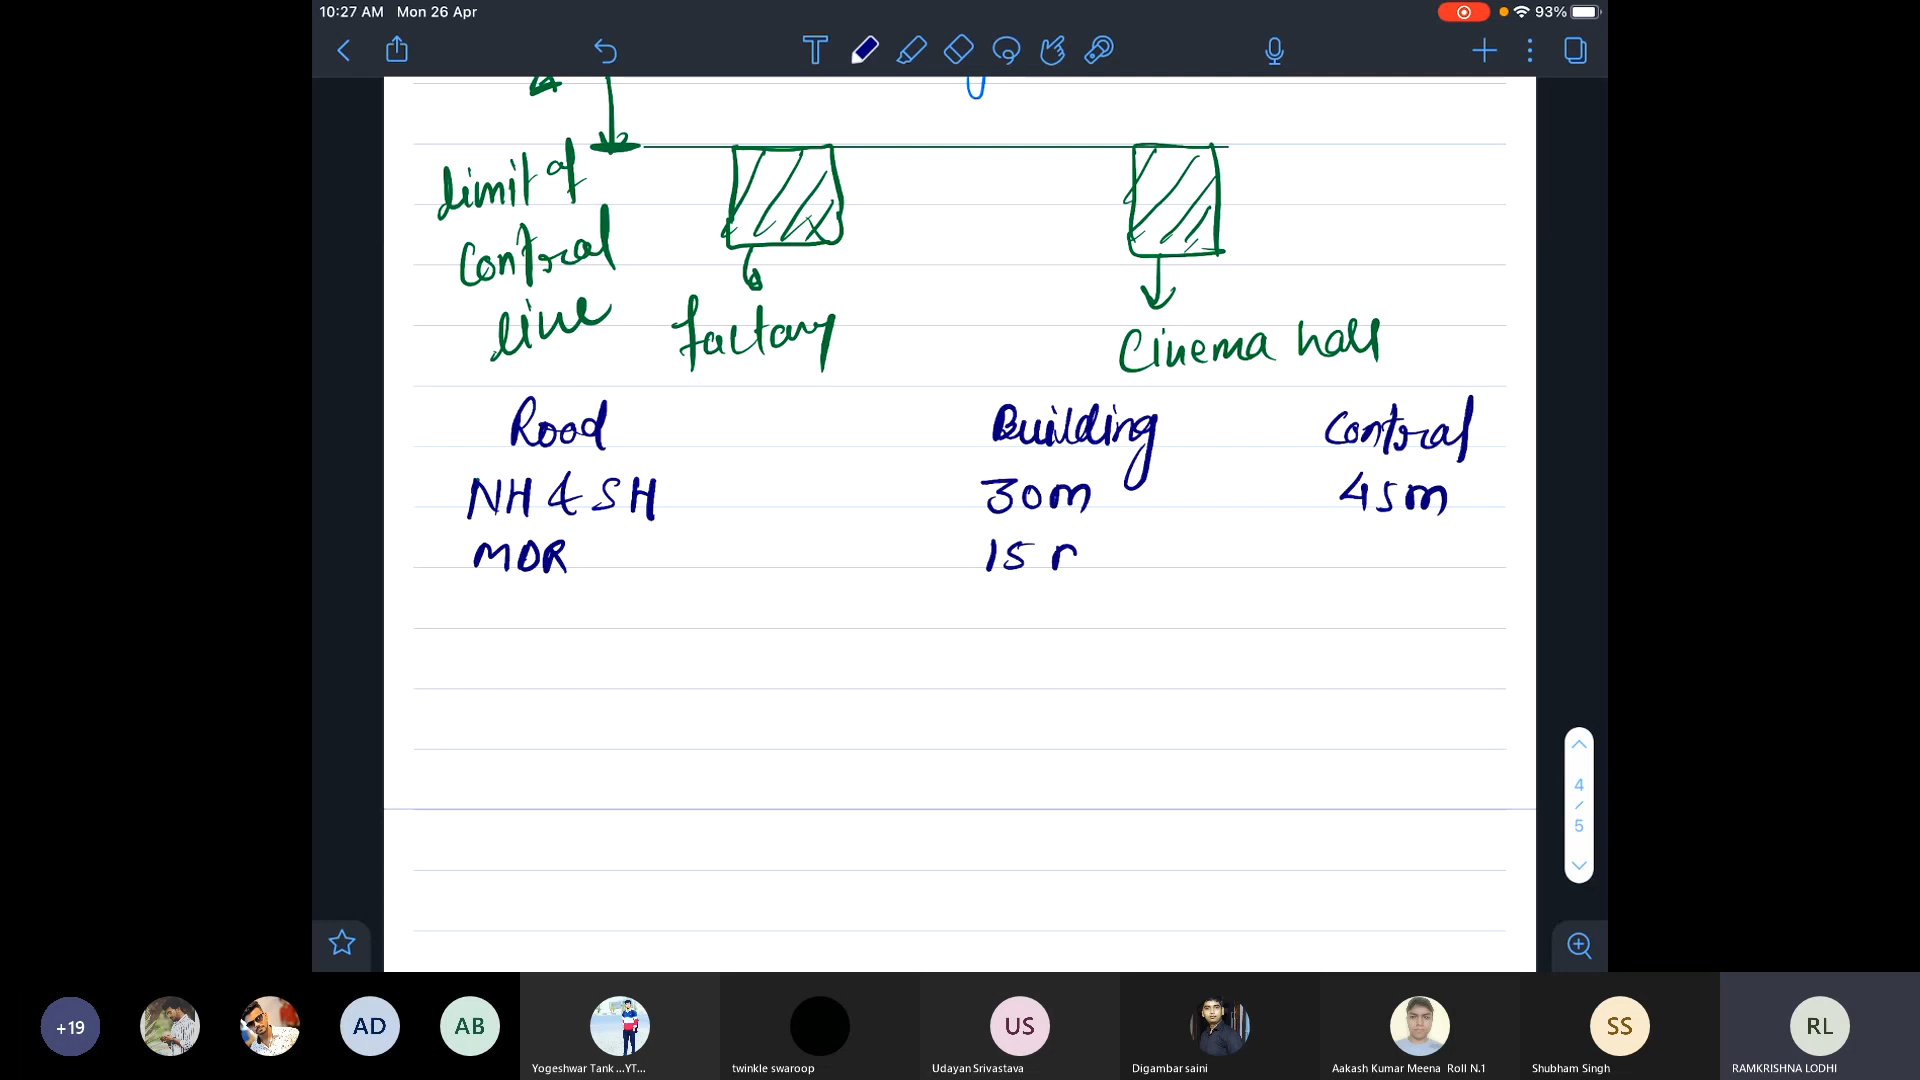 10:27 AM Mon 26 Apr
93%
Limit of
Control
line
factory
Cinema hall
Road Building Control
NH & SH 30m 45m
MDR 15 m
4
/
5
+19
AD
AB
US
SS
RL
Yogeshwar Tank ...YT...
twinkle swaroop
Udayan Srivastava
Digambar saini
Aakash Kumar Meena Roll N.1
Shubham Singh
RAMKRISHNA LODHI